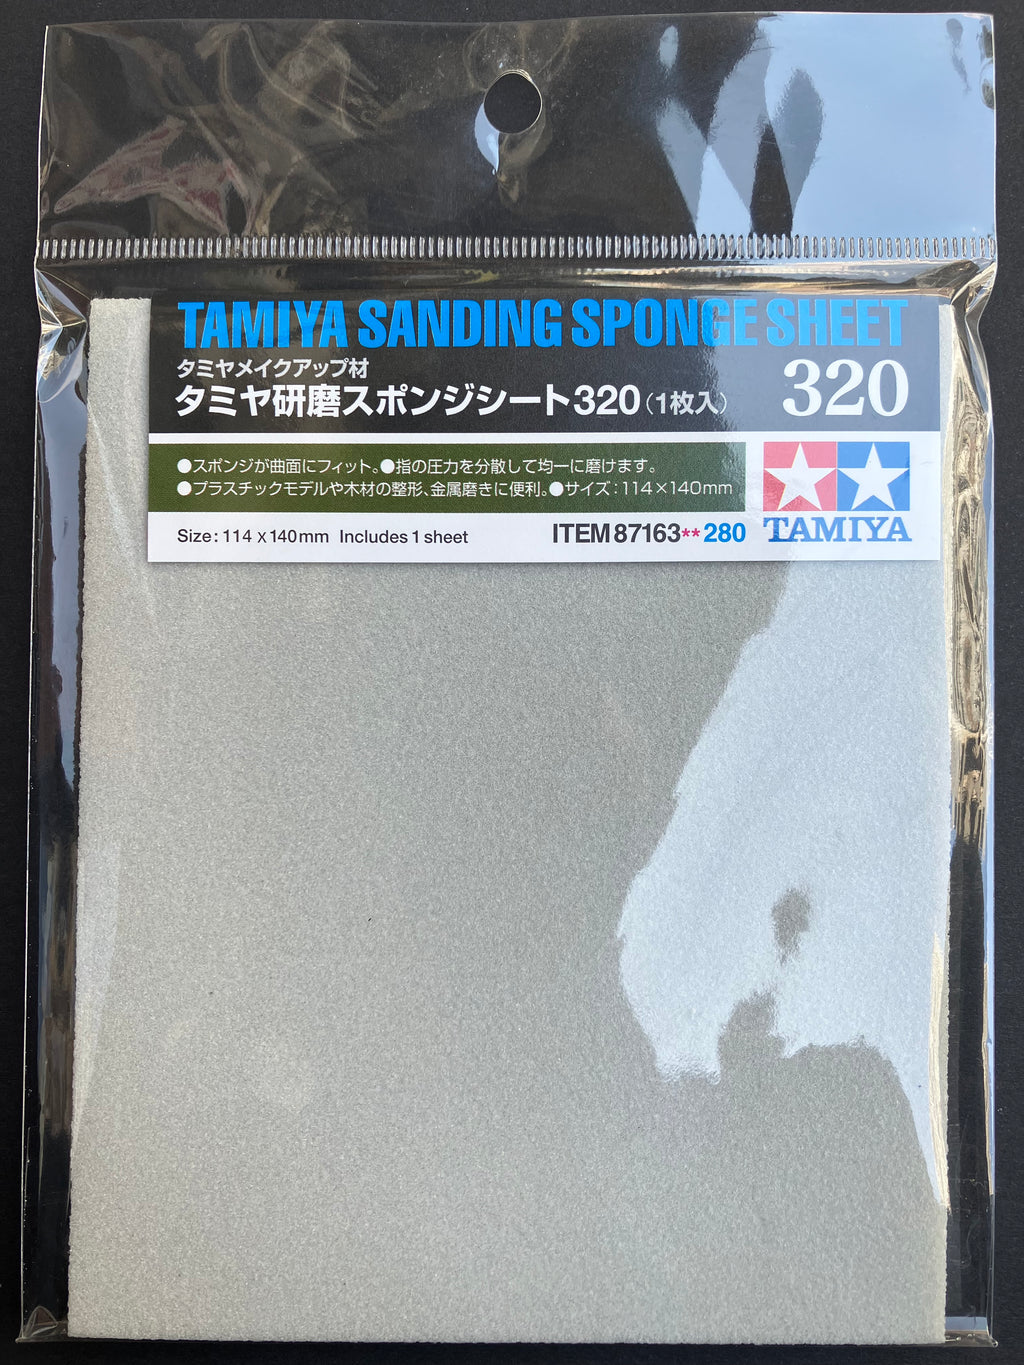 TAMIYA SANDING SPONGE SHEET
タミヤメイクアップ材
タミヤ研磨スポンジシート320(1枚入)
320
●スポンジが曲面にフィット。●指の圧力を分散して均一に磨けます。
●プラスチックモデルや木材の整形、金属磨きに便利。●サイズ:114×140mm
Size: 114 x 140mm Includes 1 sheet
ITEM 87163**280
TAMIYA